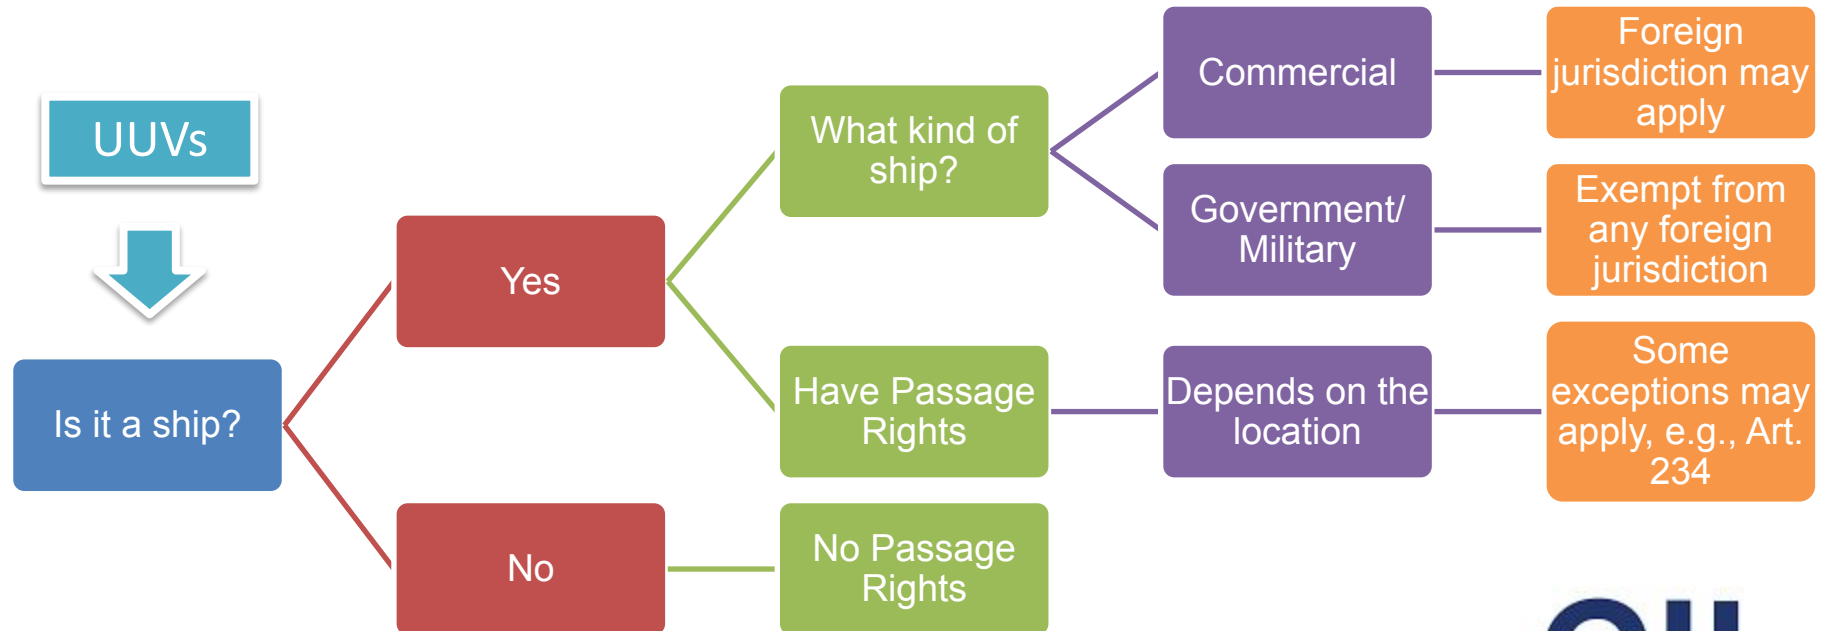 UUVs
Is it a ship?
Yes
No
What kind of
ship?
Have Passage
Rights
No Passage
Rights
Commercial
Government/
Military
Depends on the
location
Foreign
jurisdiction may
apply
Exempt from
any foreign
jurisdiction
Some
exceptions may
apply, e.g., Art.
234